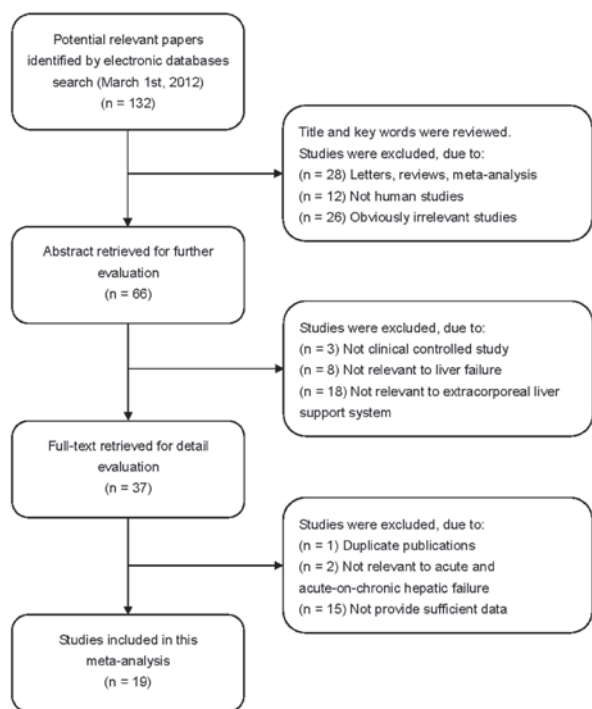 Potential relevant papers
identified by electronic databases
search (March 1st, 2012)
(n = 132)
Title and key words were reviewed.
Studies were excluded, due to:
(n = 28) Letters, reviews, meta-analysis
(n = 12) Not human studies
(n = 26) Obviously irrelevant studies
Abstract retrieved for further
evaluation
(n = 66)
Studies were excluded, due to:
(n = 3) Not clinical controlled study
(n = 8) Not relevant to liver failure
(n = 18) Not relevant to extracorporeal liver
support system
Full-text retrieved for detail
evaluation
(n = 37)
Studies were excluded, due to:
(n = 1) Duplicate publications
(n = 2) Not relevant to acute and
acute-on-chronic hepatic failure
(n = 15) Not provide sufficient data
Studies included in this
meta-analysis
(n = 19)